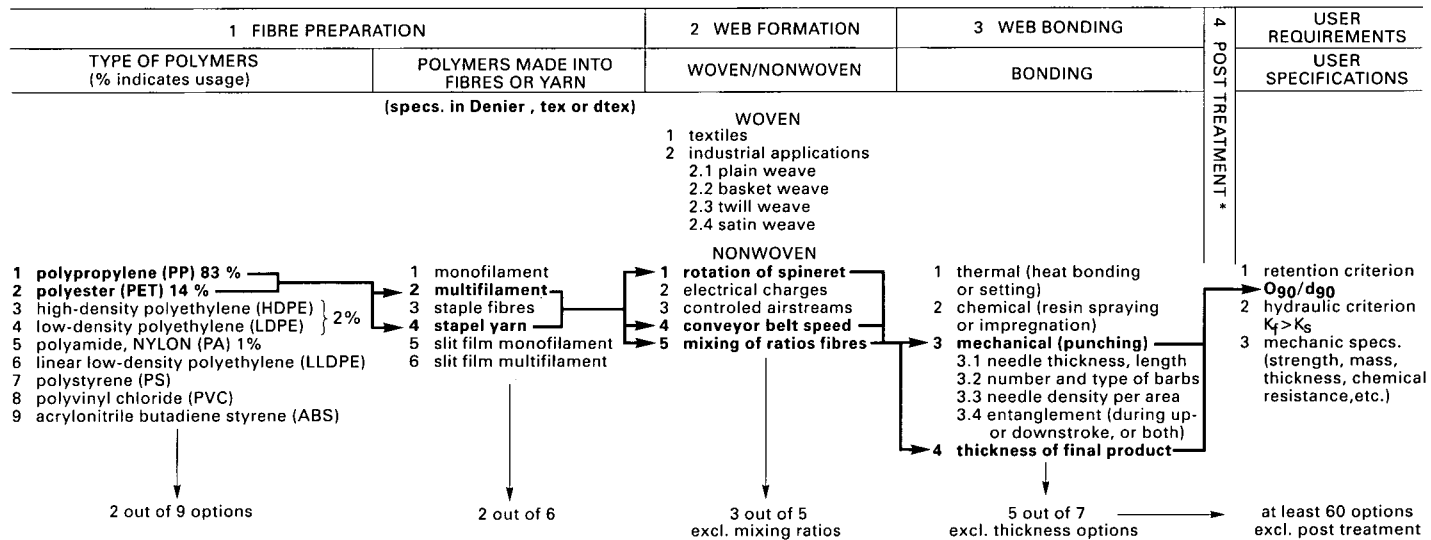 1 FIBRE PREPARATION
2 WEB FORMATION
3 WEB BONDING
4 POST TREATMENT *
USER
REQUIREMENTS
TYPE OF POLYMERS
(% indicates usage)
POLYMERS MADE INTO
FIBRES OR YARN
WOVEN/NONWOVEN
BONDING
USER
SPECIFICATIONS
(specs. in Denier , tex or dtex)
WOVEN
1 textiles
2 industrial applications
2.1 plain weave
2.2 basket weave
2.3 twill weave
2.4 satin weave
NONWOVEN
1 polypropylene (PP) 83 %
2 polyester (PET) 14 %
3 high-density polyethylene (HDPE)
4 low-density polyethylene (LDPE)
} 2%
5 polyamide, NYLON (PA) 1%
6 linear low-density polyethylene (LLDPE)
7 polystyrene (PS)
8 polyvinyl chloride (PVC)
9 acrylonitrile butadiene styrene (ABS)
1 monofilament
2 multifilament
3 staple fibres
4 stapel yarn
5 slit film monofilament
6 slit film multifilament
1 rotation of spineret
2 electrical charges
3 controled airstreams
4 conveyor belt speed
5 mixing of ratios fibres
1 thermal (heat bonding
or setting)
2 chemical (resin spraying
or impregnation)
3 mechanical (punching)
3.1 needle thickness, length
3.2 number and type of barbs
3.3 needle density per area
3.4 entanglement (during up-
or downstroke, or both)
4 thickness of final product
1 retention criterion
O90/d90
2 hydraulic criterion
Kf>Ks
3 mechanic specs.
(strength, mass,
thickness, chemical
resistance,etc.)
2 out of 9 options
2 out of 6
3 out of 5
excl. mixing ratios
5 out of 7
excl. thickness options
at least 60 options
excl. post treatment